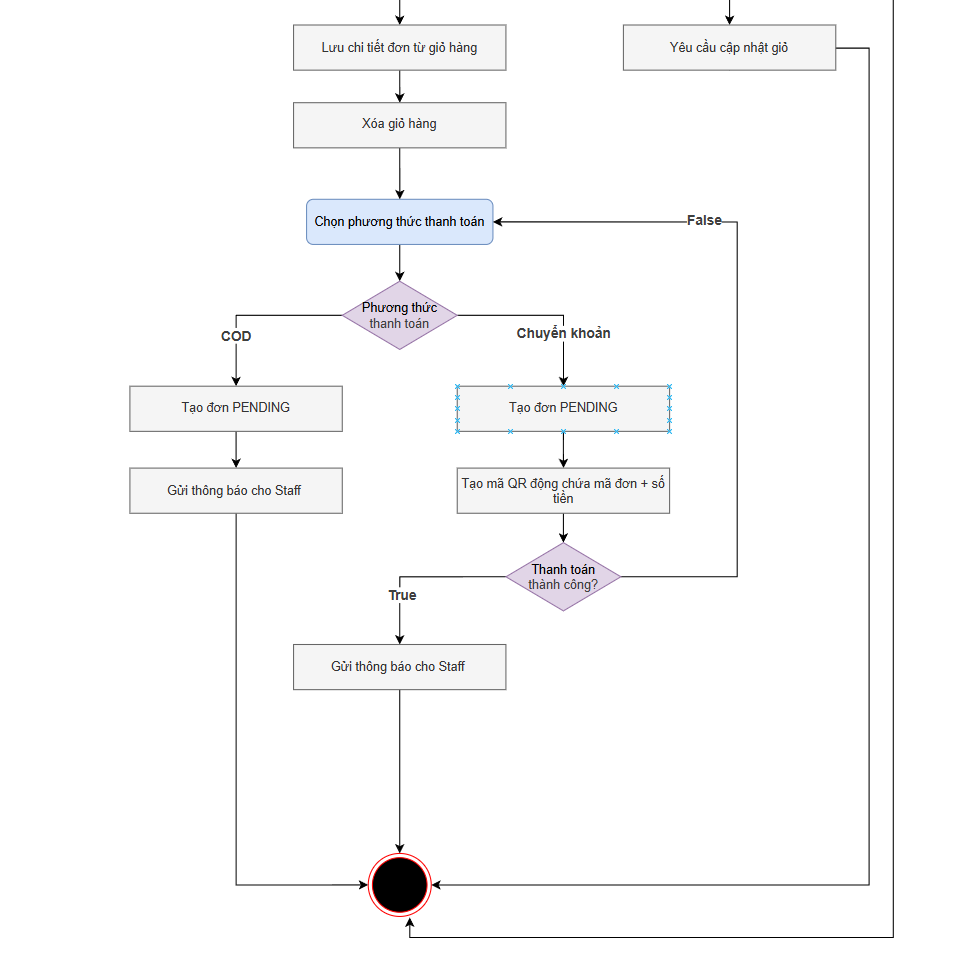 Lưu chi tiết đơn từ giỏ hàng
Yêu cầu cập nhật giỏ
Xóa giỏ hàng
Chọn phương thức thanh toán
False
Phương thức
thanh toán
COD
Chuyển khoản
Tạo đơn PENDING
Tạo đơn PENDING
Gửi thông báo cho Staff
Tạo mã QR động chứa mã đơn + số
tiền
Thanh toán
thành công?
True
Gửi thông báo cho Staff